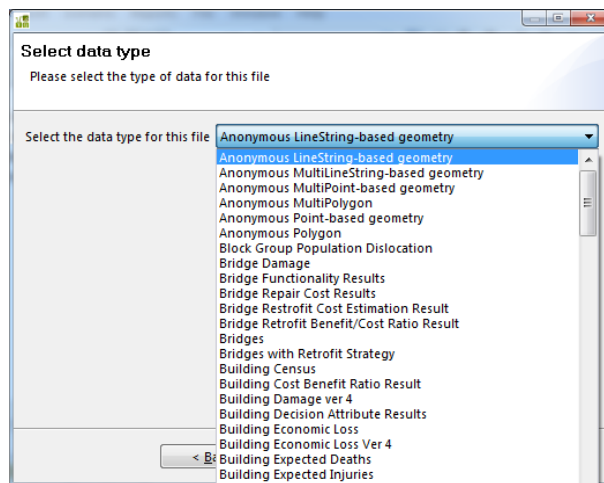 Select data type
Please select the type of data for this file
Select the data type for this file Anonymous LineString-based geometry
Anonymous LineString-based geometry
Anonymous MultiLineString-based geometry
Anonymous MultiPoint-based geometry
Anonymous MultiPolygon
Anonymous Point-based geometry
Anonymous Polygon
Block Group Population Dislocation
Bridge Damage
Bridge Functionality Results
Bridge Repair Cost Results
Bridge Restrofit Cost Estimation Result
Bridge Retrofit Benefit/Cost Ratio Result
Bridges
Bridges with Retrofit Strategy
Building Census
Building Cost Benefit Ratio Result
Building Damage ver 4
Building Decision Attribute Results
Building Economic Loss
Building Economic Loss Ver 4
< Ba
Building Expected Deaths
Building Expected Injuries